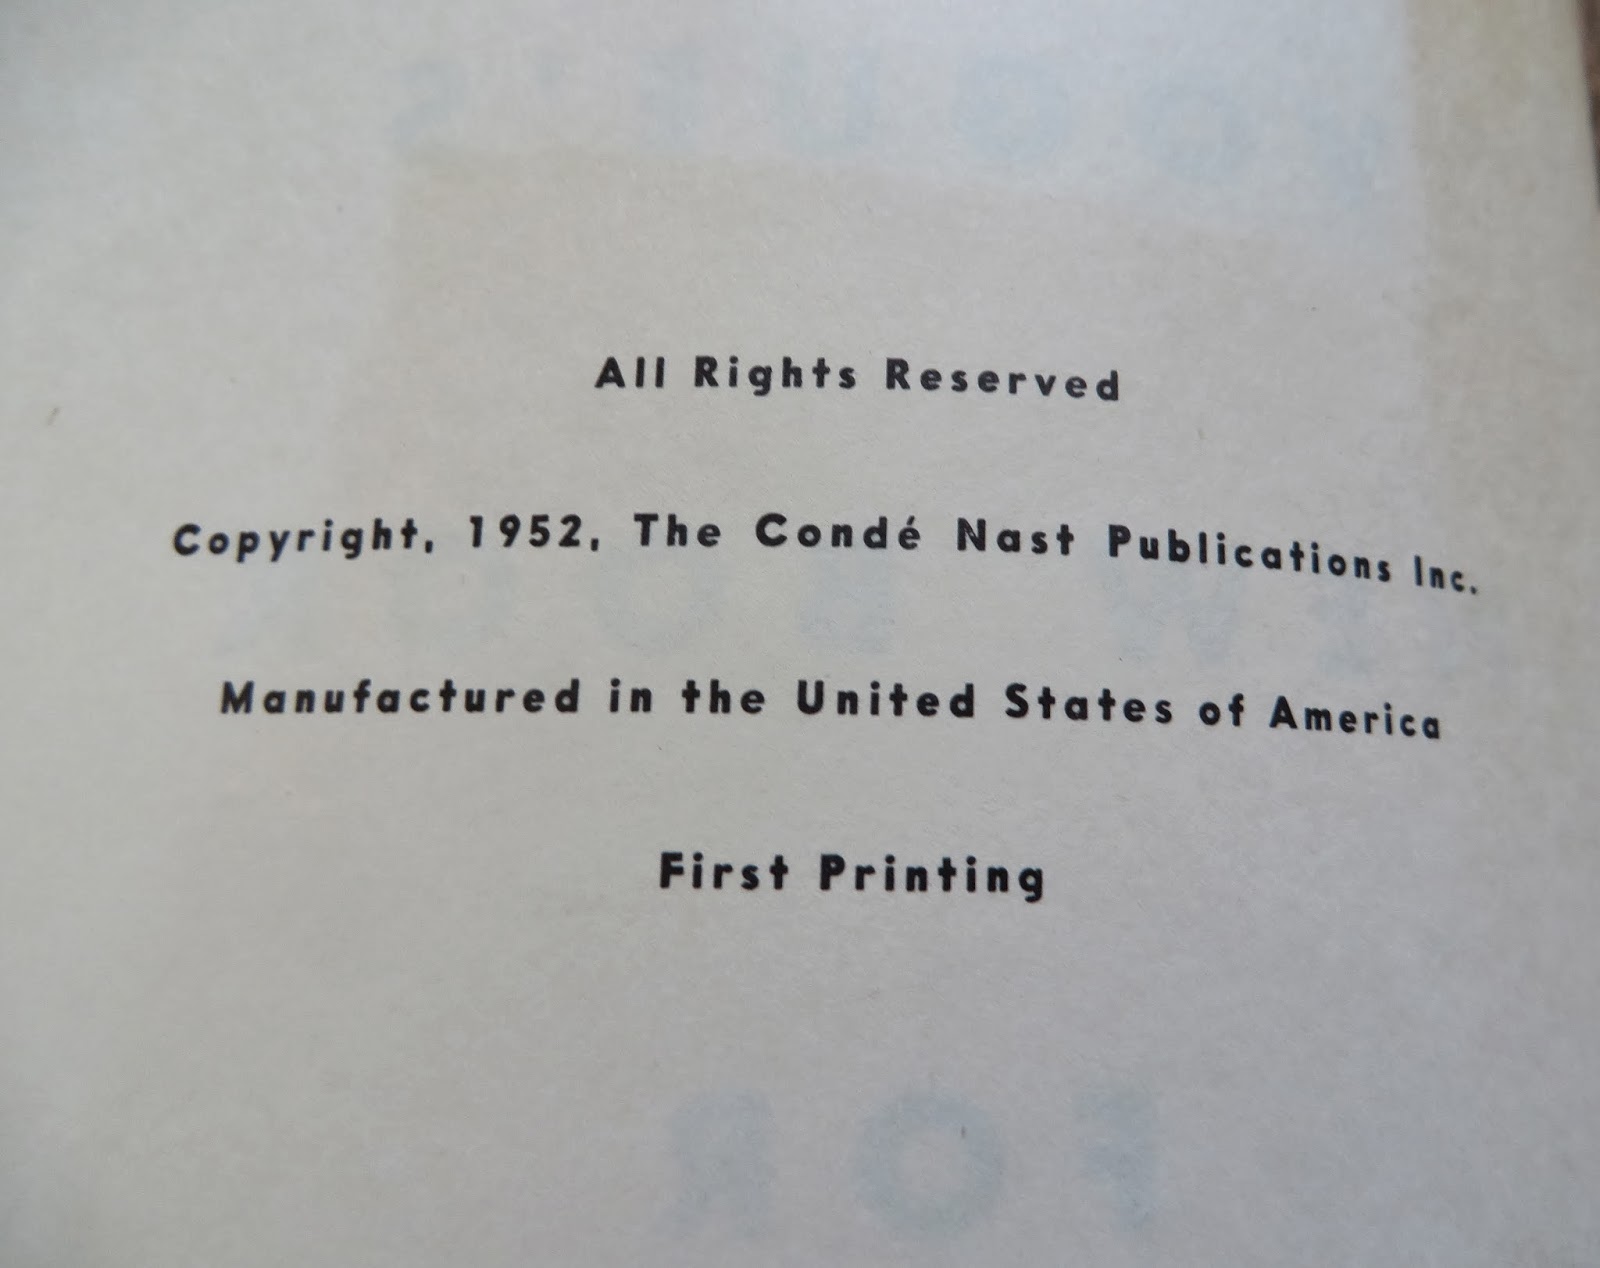 All Rights Reserved
Copyright, 1952, The Condé Nast Publications Inc.
Manufactured in the United States of America
First Printing